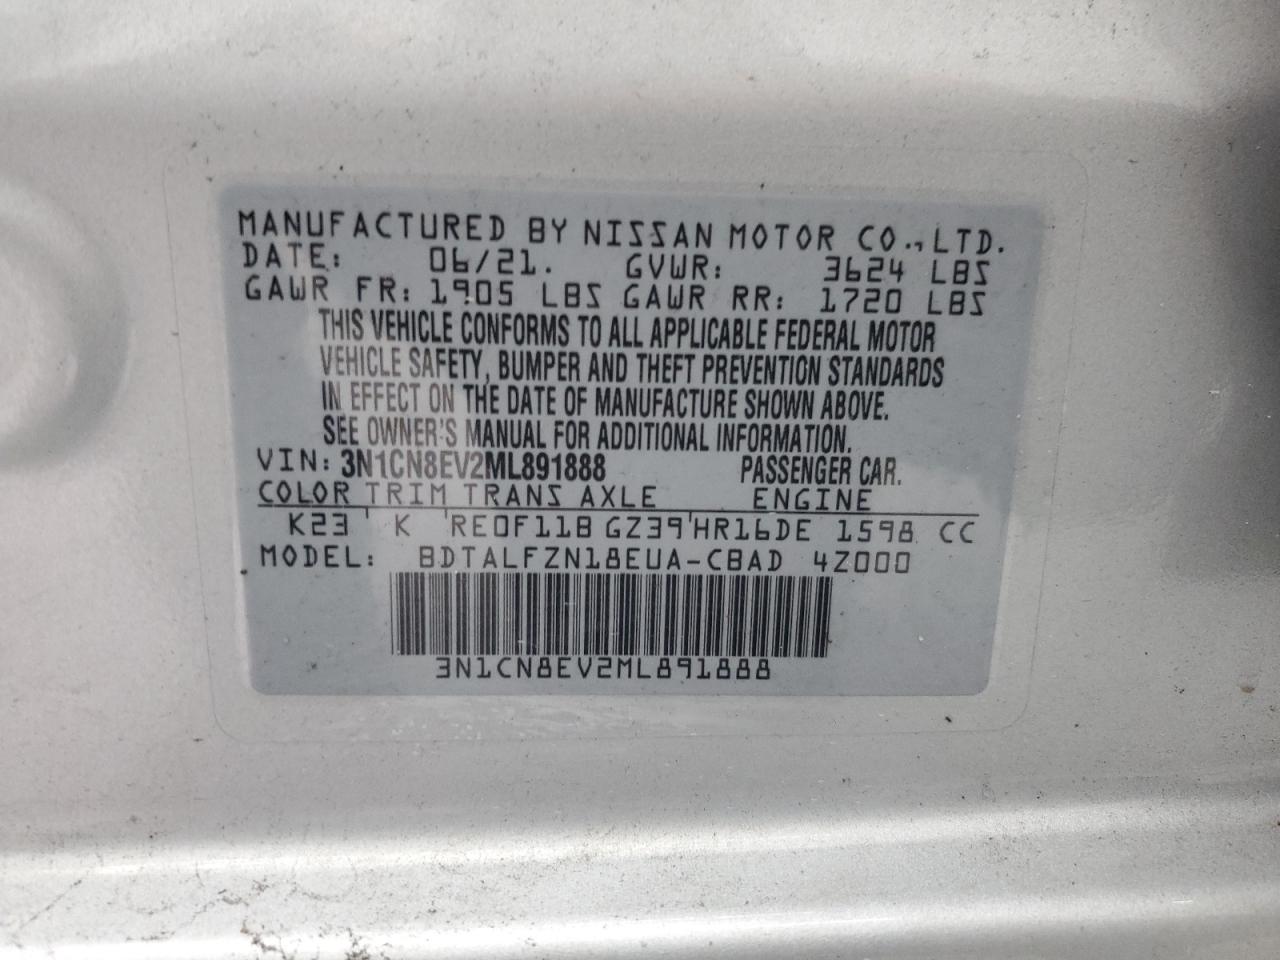 MANUFACTURED BY NISSAN MOTOR CO., LTD.
DATE: 06/21. GVWR: 3624 LBS
GAWR FR: 1905 LBS GAWR RR: 1720 LBS
THIS VEHICLE CONFORMS TO ALL APPLICABLE FEDERAL MOTOR
VEHICLE SAFETY, BUMPER AND THEFT PREVENTION STANDARDS
IN EFFECT ON THE DATE OF MANUFACTURE SHOWN ABOVE.
SEE OWNER'S MANUAL FOR ADDITIONAL INFORMATION.
VIN: 3N1CN8EV2ML891888 PASSENGER CAR.
COLOR TRIM TRANS AXLE ENGINE
K23 ' K ' RE0F11B GZ39 ' HR16DE 1598 CC
MODEL: BDTALFZN18EUA-CBAD 4Z000
3N1CN8EV2ML891888